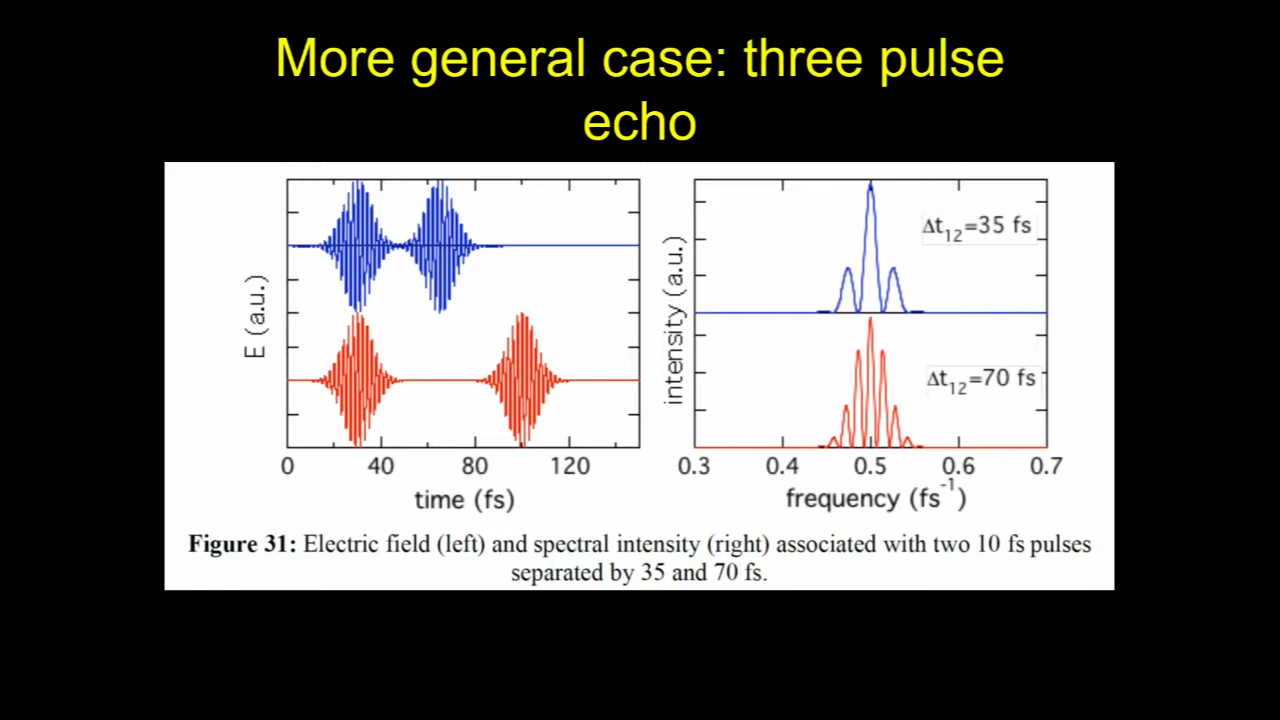 More general case: three pulse
echo
E (a.u.)
0
40
80
120
time (fs)
intensity (a.u.)
Δt12=35 fs
Δt12=70 fs
0.3
0.4
0.5
0.6
0.7
frequency (fs-1)
Figure 31: Electric field (left) and spectral intensity (right) associated with two 10 fs pulses
separated by 35 and 70 fs.